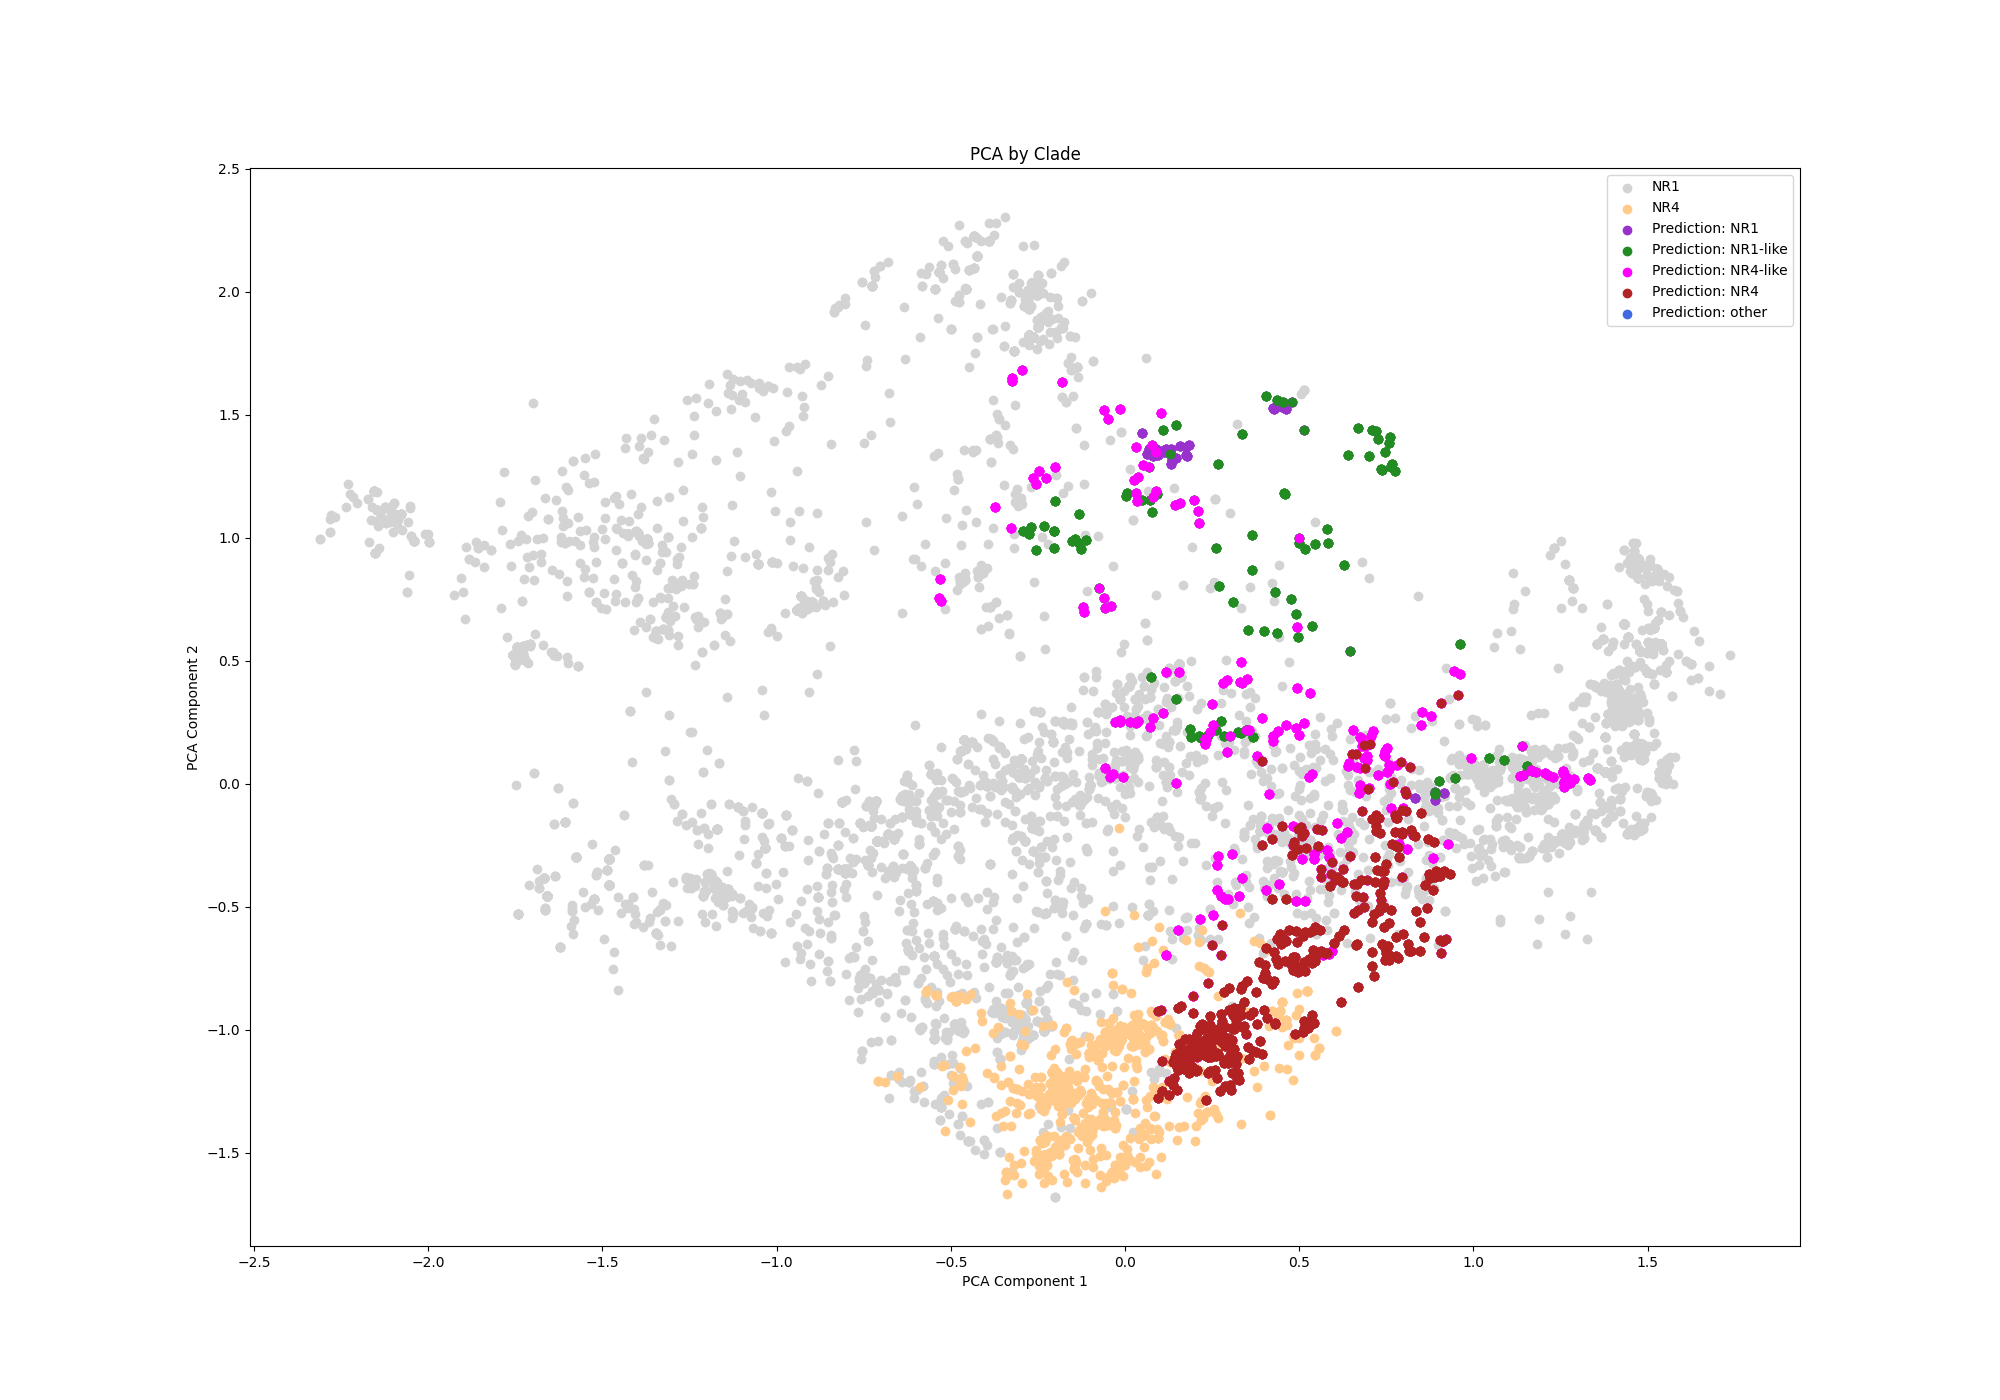 PCA by Clade
2.5
2.0
1.5
1.0
0.5
0.0
−0.5
−1.0
−1.5
PCA Component 2
NR1
NR4
Prediction: NR1
Prediction: NR1-like
Prediction: NR4-like
Prediction: NR4
Prediction: other
−2.5 −2.0 −1.5 −1.0 −0.5 0.0 0.5 1.0 1.5
PCA Component 1